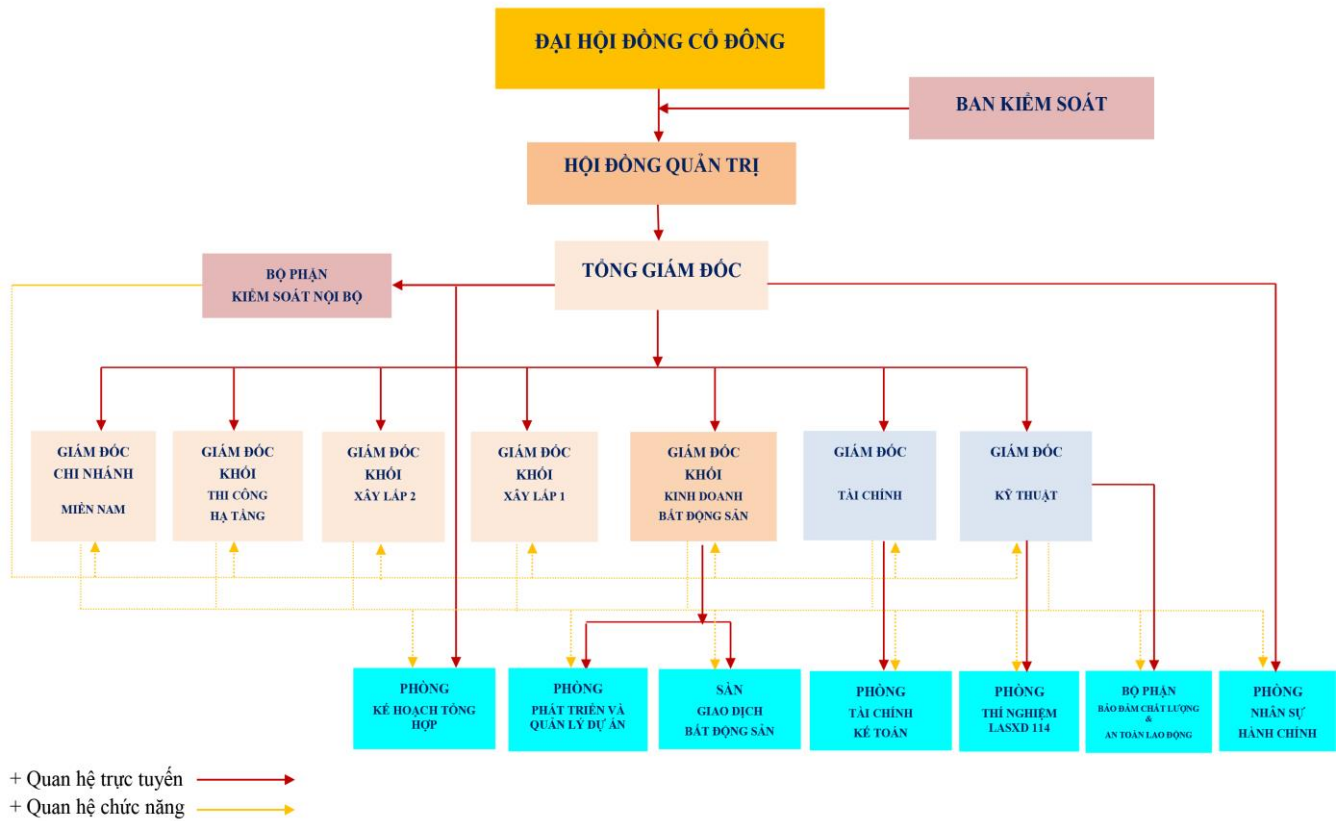 ĐẠI HỘI ĐỒNG CỔ ĐÔNG
BAN KIỂM SOÁT
HỘI ĐỒNG QUẢN TRỊ
TỔNG GIÁM ĐỐC
BỘ PHẬN
KIỂM SOÁT NỘI BỘ
GIÁM ĐỐC
CHI NHÁNH
MIỀN NAM
GIÁM ĐỐC
KHỐI
THI CÔNG
HẠ TẦNG
GIÁM ĐỐC
KHỐI
XÂY LẮP 2
GIÁM ĐỐC
KHỐI
XÂY LẮP 1
GIÁM ĐỐC
KHỐI
KINH DOANH
BẤT ĐỘNG SẢN
GIÁM ĐỐC
TÀI CHÍNH
GIÁM ĐỐC
KỸ THUẬT
PHÒNG
KẾ HOẠCH TỔNG
HỢP
PHÒNG
PHÁT TRIỂN VÀ
QUẢN LÝ DỰ ÁN
SÀN
GIAO DỊCH
BẤT ĐỘNG SẢN
PHÒNG
TÀI CHÍNH
KẾ TOÁN
PHÒNG
THÍ NGHIỆM
LASXD 114
BỘ PHẬN
BẢO ĐẢM CHẤT LƯỢNG
&
AN TOÀN LAO ĐỘNG
PHÒNG
NHÂN SỰ
HÀNH CHÍNH
+ Quan hệ trực tuyến
+ Quan hệ chức năng